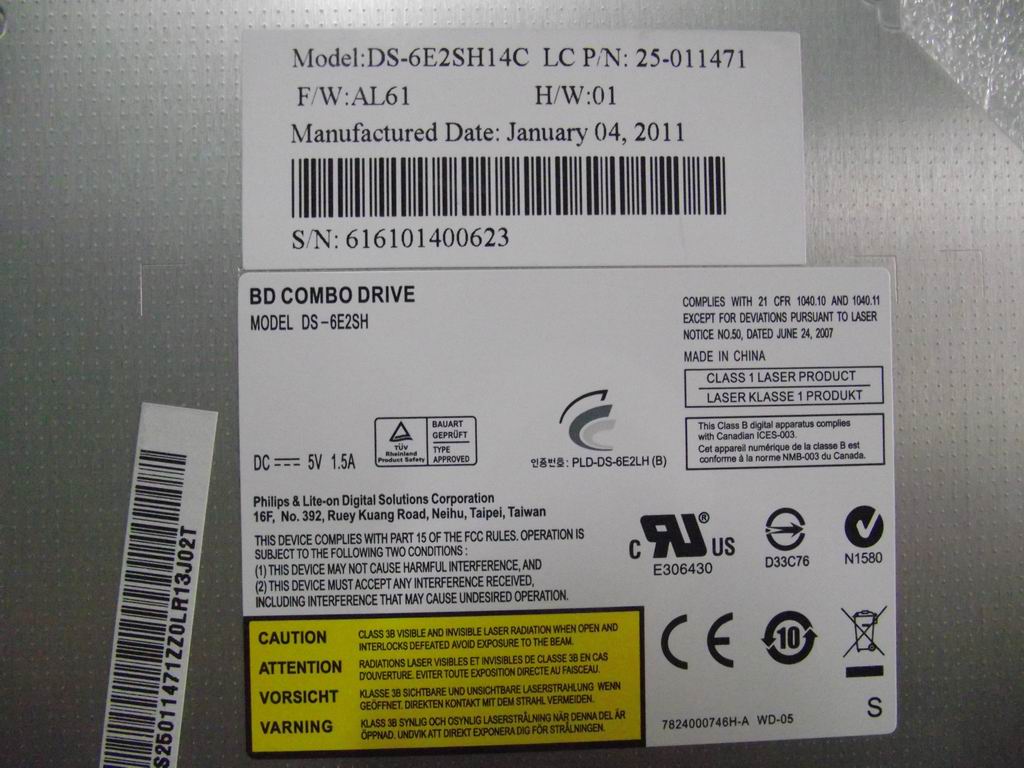 Model:DS-6E2SH14C LC P/N: 25-011471
F/W:AL61 H/W:01
Manufactured Date: January 04, 2011
S/N: 616101400623
BD COMBO DRIVE
MODEL DS-6E2SH
COMPLIES WITH 21 CFR 1040.10 AND 1040.11
EXCEPT FOR DEVIATIONS PURSUANT TO LASER
NOTICE NO.50, DATED JUNE 24, 2007
MADE IN CHINA
CLASS 1 LASER PRODUCT
LASER KLASSE 1 PRODUKT
This Class B digital apparatus complies
with Canadian ICES-003.
Cet appareil numérique de la classe B est
conforme à la norme NMB-003 du Canada.
DC 5V 1.5A
TÜV
Rheinland
Product Safety
BAUART
GEPRÜFT
TYPE
APPROVED
인증번호: PLD-DS-6E2LH (B)
Philips & Lite-on Digital Solutions Corporation
16F, No. 392, Ruey Kuang Road, Neihu, Taipei, Taiwan
THIS DEVICE COMPLIES WITH PART 15 OF THE FCC RULES. OPERATION IS
SUBJECT TO THE FOLLOWING TWO CONDITIONS :
(1) THIS DEVICE MAY NOT CAUSE HARMFUL INTERFERENCE, AND
(2) THIS DEVICE MUST ACCEPT ANY INTERFERENCE RECEIVED,
INCLUDING INTERFERENCE THAT MAY CAUSE UNDESIRED OPERATION.
C RU ® US
E306430
D33C76
N1580
CAUTION CLASS 3B VISIBLE AND INVISIBLE LASER RADIATION WHEN OPEN AND
INTERLOCKS DEFEATED AVOID EXPOSURE TO THE BEAM.
ATTENTION RADIATIONS LASER VISIBLES ET INVISIBLES DE CLASSE 3B EN CAS
D'OUVERTURE. EVITER TOUTE EXPOSITION DIRECTE AU FAISCEAU.
VORSICHT KLASSE 3B SICHTBARE UND UNSICHTBARE LASERSTRAHLUNG WENN
GEÖFFNET. DIREKTEN KONTAKT MIT DEM STRAHL VERMEIDEN.
VARNING KLASS 3B SYNLIG OCH OSYNLIG LASERSTRÅLNING NÄR DENNA DEL ÄR
ÖPPNAD. UNDVIK ATT DIREKT EXPONERA DIG FÖR STRÅLNINGEN.
CE
10
7824000746H-A WD-05
S
S25011471ZZ0LR13J02T